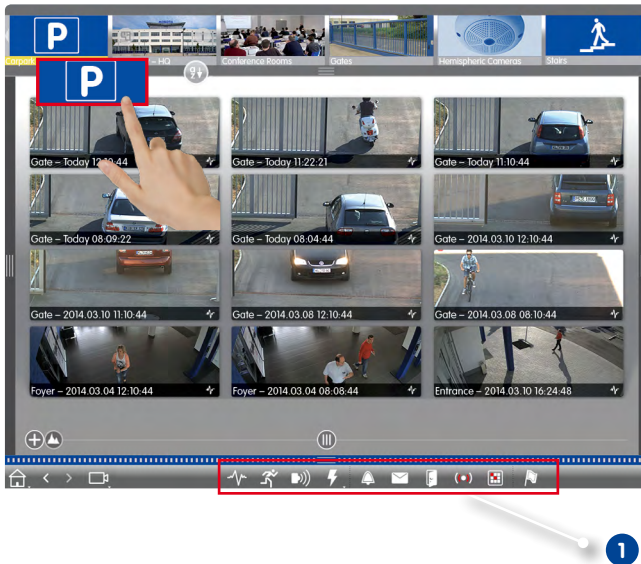 P
Carpark
– HQ
Conference Rooms
Gates
Hemispheric Cameras
Stairs
P
9
Gate – Today 12:10:44
Gate – Today 11:22:21
Gate – Today 11:10:44
Gate – Today 08:09:22
Gate – Today 08:04:44
Gate – 2014.03.10 12:10:44
Gate – 2014.03.10 11:10:44
Gate – 2014.03.08 12:10:44
Gate – 2014.03.08 08:10:44
Foyer – 2014.03.04 12:10:44
Foyer – 2014.03.04 08:08:44
Entrance – 2014.03.10 16:24:48
1